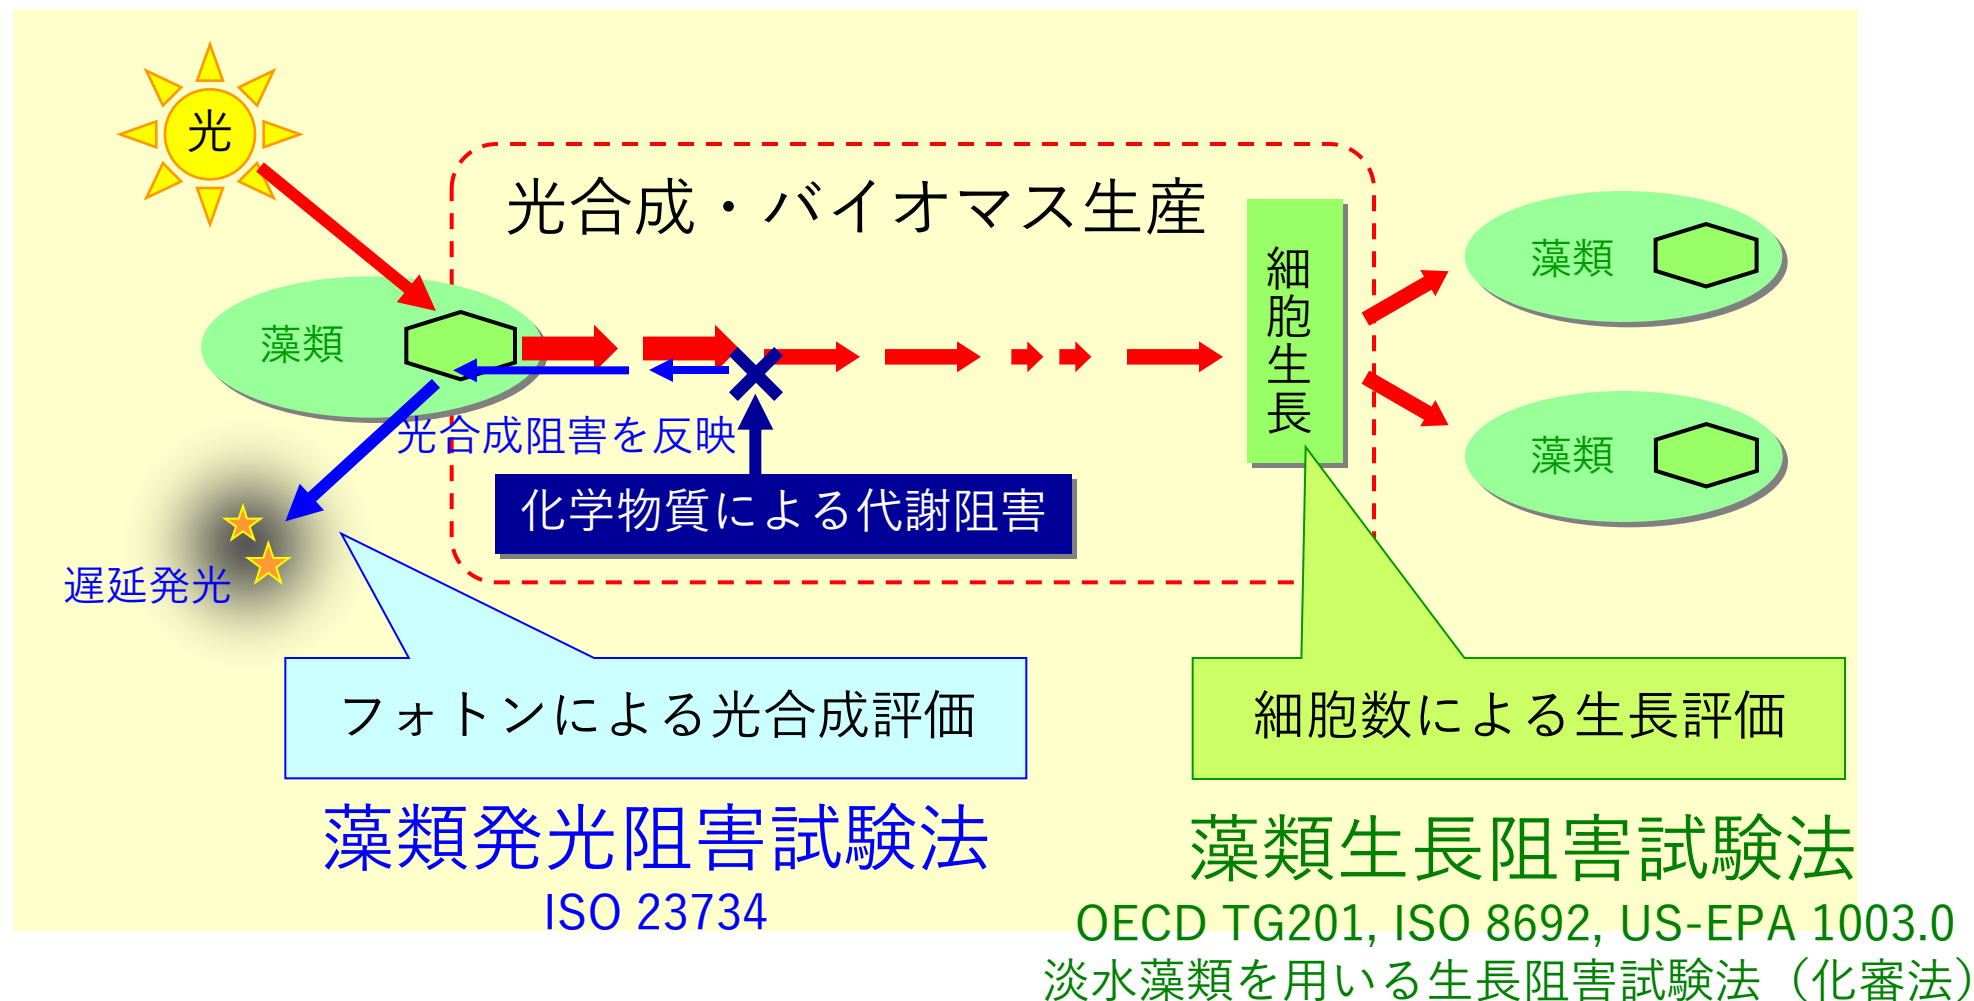 光
光合成・バイオマス生産
藻類
藻類
細胞生長
藻類
光合成阻害を反映
化学物質による代謝阻害
遅延発光
フォトンによる光合成評価
細胞数による生長評価
藻類発光阻害試験法
ISO 23734
藻類生長阻害試験法
OECD TG201, ISO 8692, US-EPA 1003.0
淡水藻類を用いる生長阻害試験法（化審法）